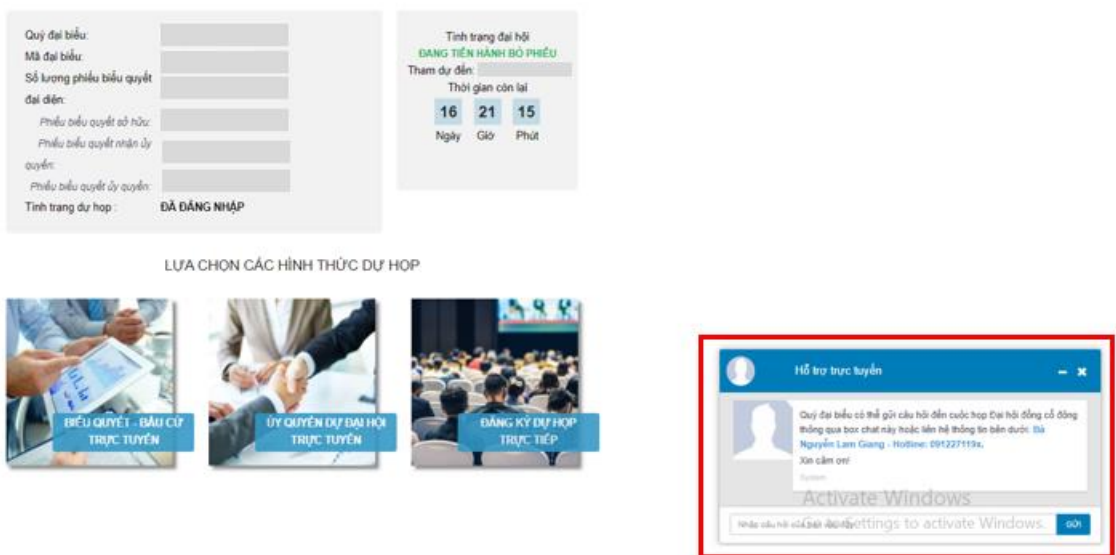 Quý đại biểu:
Mã đại biểu:
Số lượng phiếu biểu quyết
đại diện:
Phiếu biểu quyết sở hữu:
Phiếu biểu quyết nhận ủy
quyền:
Phiếu biểu quyết ủy quyền:
Tình trạng dự họp : ĐÃ ĐĂNG NHẬP
Tình trạng đại hội
ĐANG TIẾN HÀNH BỎ PHIẾU
Tham dự đến:
Thời gian còn lại
16 21 15
Ngày Giờ Phút
LỰA CHỌN CÁC HÌNH THỨC DỰ HỌP
BIỂU QUYẾT - BẦU CỬ
TRỰC TUYẾN
ỦY QUYỀN DỰ ĐẠI HỘI
TRỰC TUYẾN
ĐĂNG KÝ DỰ HỌP
TRỰC TIẾP
Hỗ trợ trực tuyến
Quý đại biểu có thể gửi câu hỏi đến cuộc họp Đại hội đồng cổ đông
thông qua box chat này hoặc liên hệ thông tin bên dưới: Bà
Nguyễn Lam Giang - Hotline: 091227119x.
Xin cảm ơn!
System
Activate Windows
Go to Settings to activate Windows.
Nhập câu hỏi của bạn vào đây
GỬI